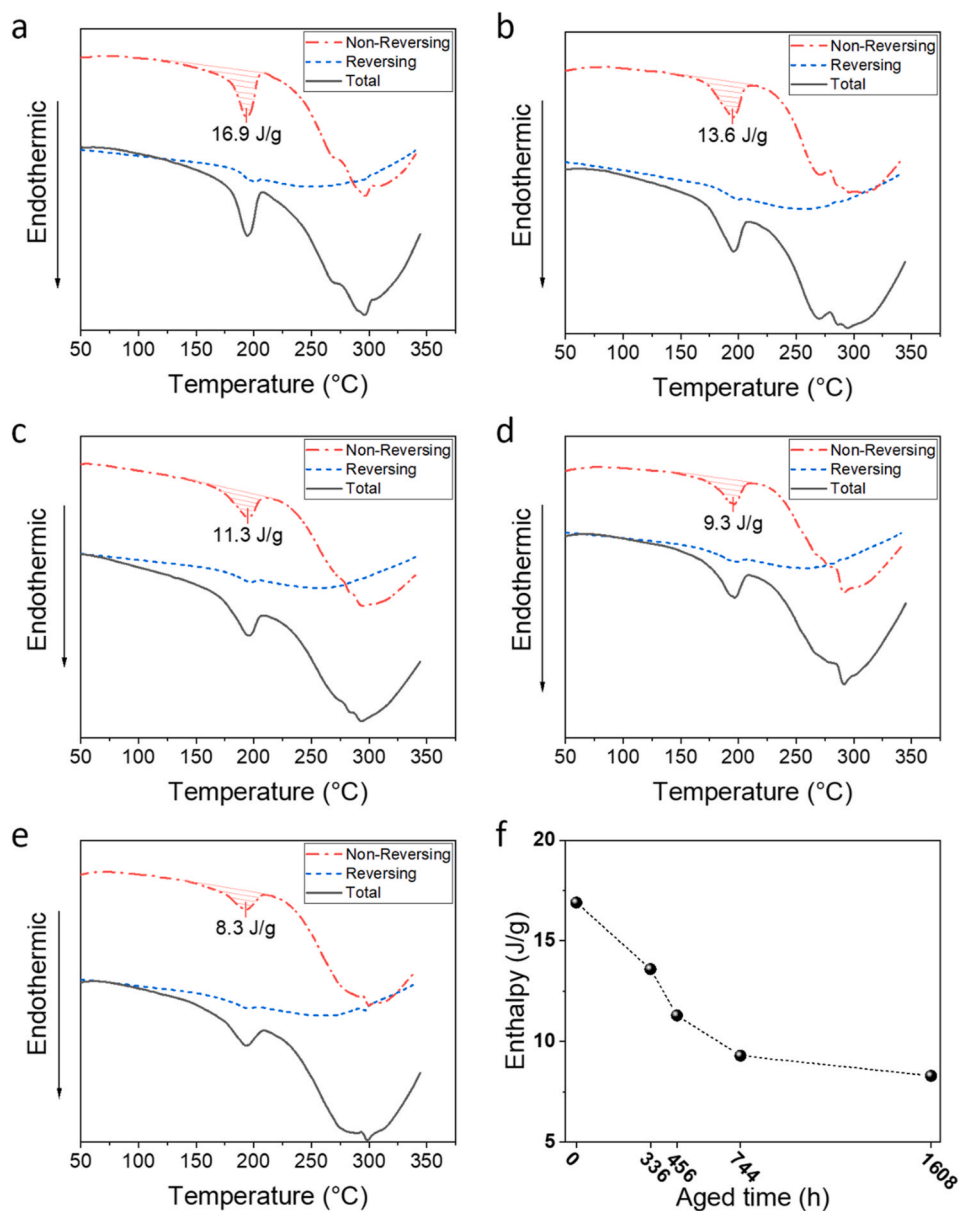 a
Non-Reversing
Reversing
Total
16.9 J/g
Endothermic
50 100 150 200 250 300 350
Temperature (°C)
b
Non-Reversing
Reversing
Total
13.6 J/g
Endothermic
50 100 150 200 250 300 350
Temperature (°C)
c
Non-Reversing
Reversing
Total
11.3 J/g
Endothermic
50 100 150 200 250 300 350
Temperature (°C)
d
Non-Reversing
Reversing
Total
9.3 J/g
Endothermic
50 100 150 200 250 300 350
Temperature (°C)
e
Non-Reversing
Reversing
Total
8.3 J/g
Endothermic
50 100 150 200 250 300 350
Temperature (°C)
f
20
15
10
5
Enthalpy (J/g)
0 336 456 744 1608
Aged time (h)